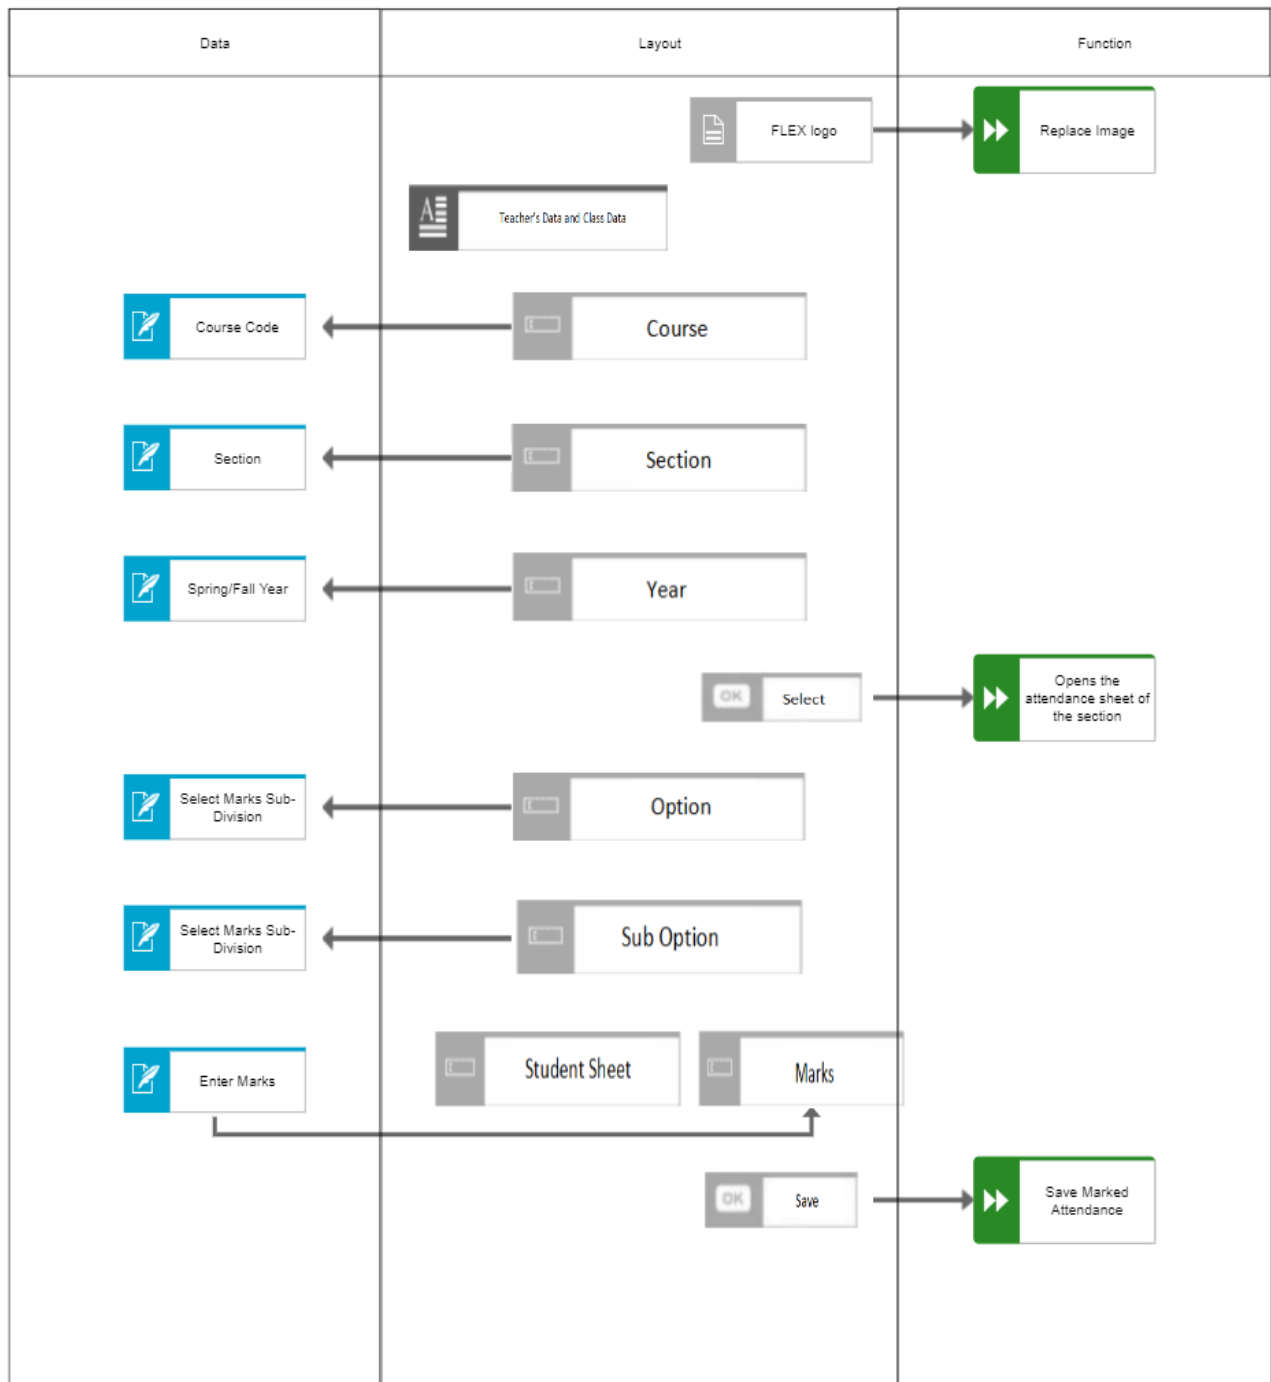 Data
Layout
Function
FLEX logo
Replace Image
A
Teacher's Data and Class Data
Course Code
Course
Section
Section
Spring/Fall Year
Year
OK
Select
Opens the
attendance sheet of
the section
Select Marks Sub-
Division
Option
Select Marks Sub-
Division
Sub Option
Enter Marks
Student Sheet
Marks
OK
Save
Save Marked
Attendance